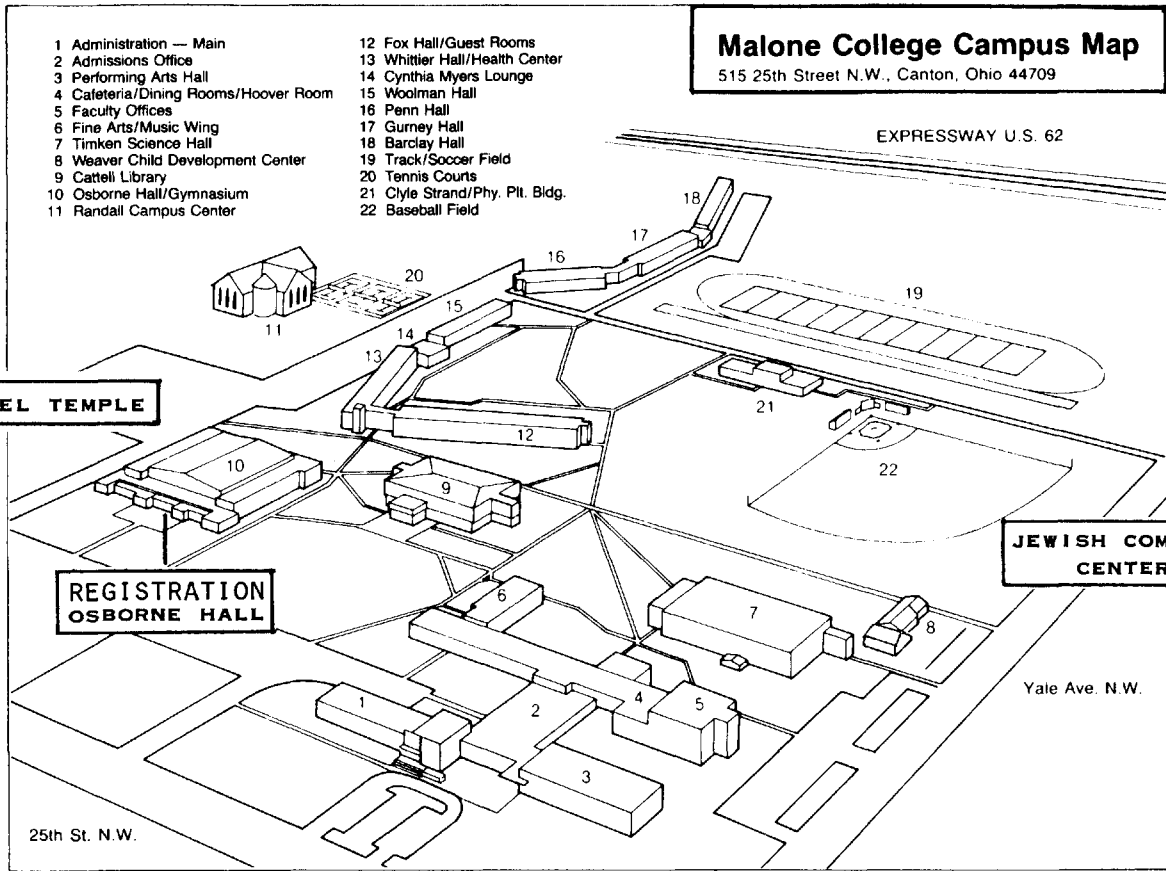 1 Administration — Main
2 Admissions Office
3 Performing Arts Hall
4 Cafeteria/Dining Rooms/Hoover Room
5 Faculty Offices
6 Fine Arts/Music Wing
7 Timken Science Hall
8 Weaver Child Development Center
9 Cattell Library
10 Osborne Hall/Gymnasium
11 Randall Campus Center
12 Fox Hall/Guest Rooms
13 Whittier Hall/Health Center
14 Cynthia Myers Lounge
15 Woolman Hall
16 Penn Hall
17 Gurney Hall
18 Barclay Hall
19 Track/Soccer Field
20 Tennis Courts
21 Clyle Strand/Phy. Plt. Bldg.
22 Baseball Field
Malone College Campus Map
515 25th Street N.W., Canton, Ohio 44709
EXPRESSWAY U.S. 62
18
17
16
20
19
11
15
14
13
21
EL TEMPLE
12
10
9
22
JEWISH COM
CENTER
REGISTRATION
OSBORNE HALL
6
7
8
Yale Ave. N.W.
1
2
4
5
3
25th St. N.W.